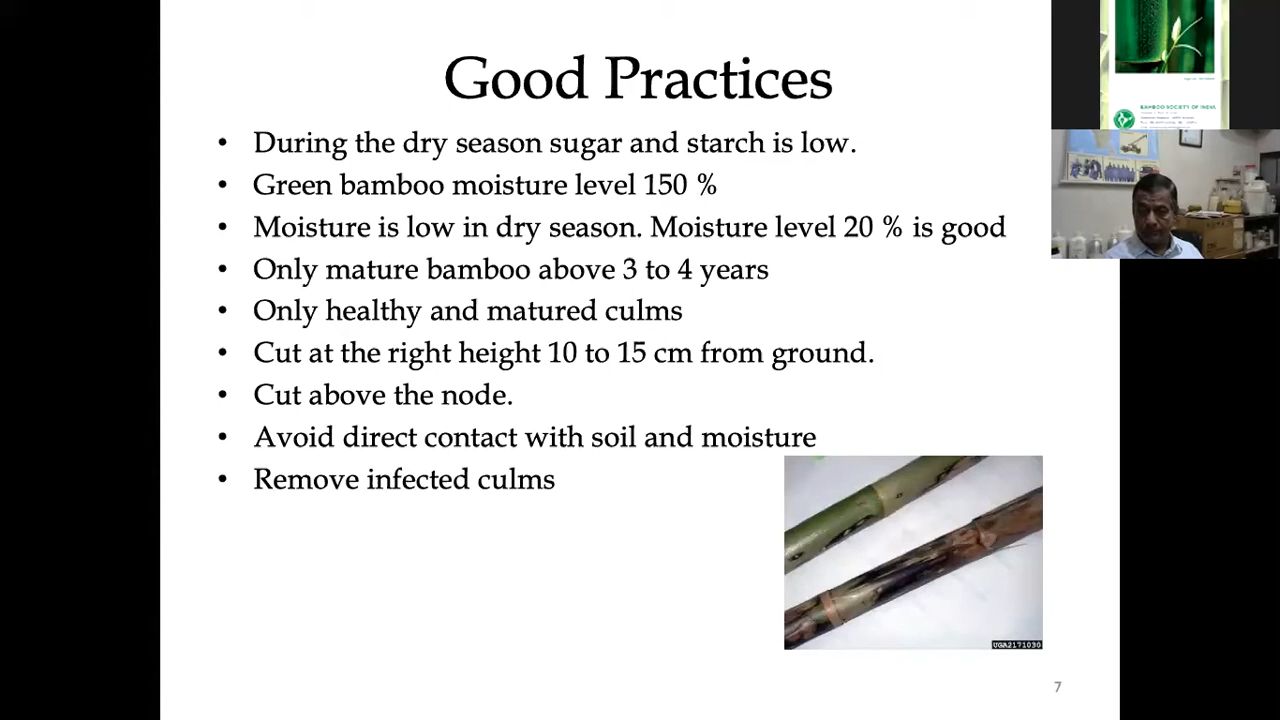 Good Practices
• During the dry season sugar and starch is low.
• Green bamboo moisture level 150 %
• Moisture is low in dry season. Moisture level 20 % is good
• Only mature bamboo above 3 to 4 years
• Only healthy and matured culms
• Cut at the right height 10 to 15 cm from ground.
• Cut above the node.
• Avoid direct contact with soil and moisture
• Remove infected culms
UGA2171030
7
BAMBOO SOCIETY OF INDIA